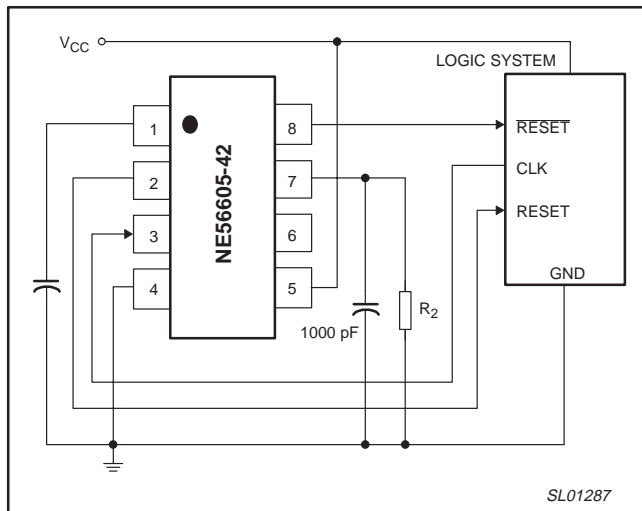 V_CC
LOGIC SYSTEM
1
2
3
4
NE56605-42
8
7
6
5
RESET
CLK
RESET
GND
1000 pF
R2
SL01287